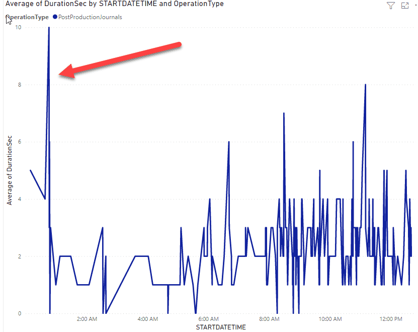 Average of DurationSec by STARTDATETIME and OperationType
OperationType PostProductionJournals
10
8
6
4
2
0
Average of DurationSec
2:00 AM 4:00 AM 6:00 AM 8:00 AM 10:00 AM 12:00 PM
STARTDATETIME